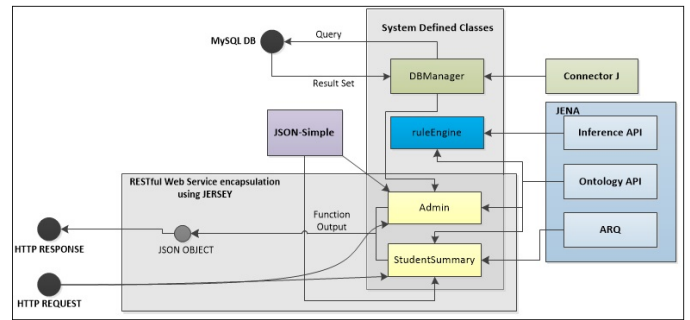 System Defined Classes
Query
MySQL DB
DBManager
Connector J
Result Set
JENA
JSON-Simple
ruleEngine
Inference API
RESTful Web Service encapsulation
using JERSEY
Ontology API
Admin
Function
Output
ARQ
HTTP RESPONSE
JSON OBJECT
StudentSummary
HTTP REQUEST